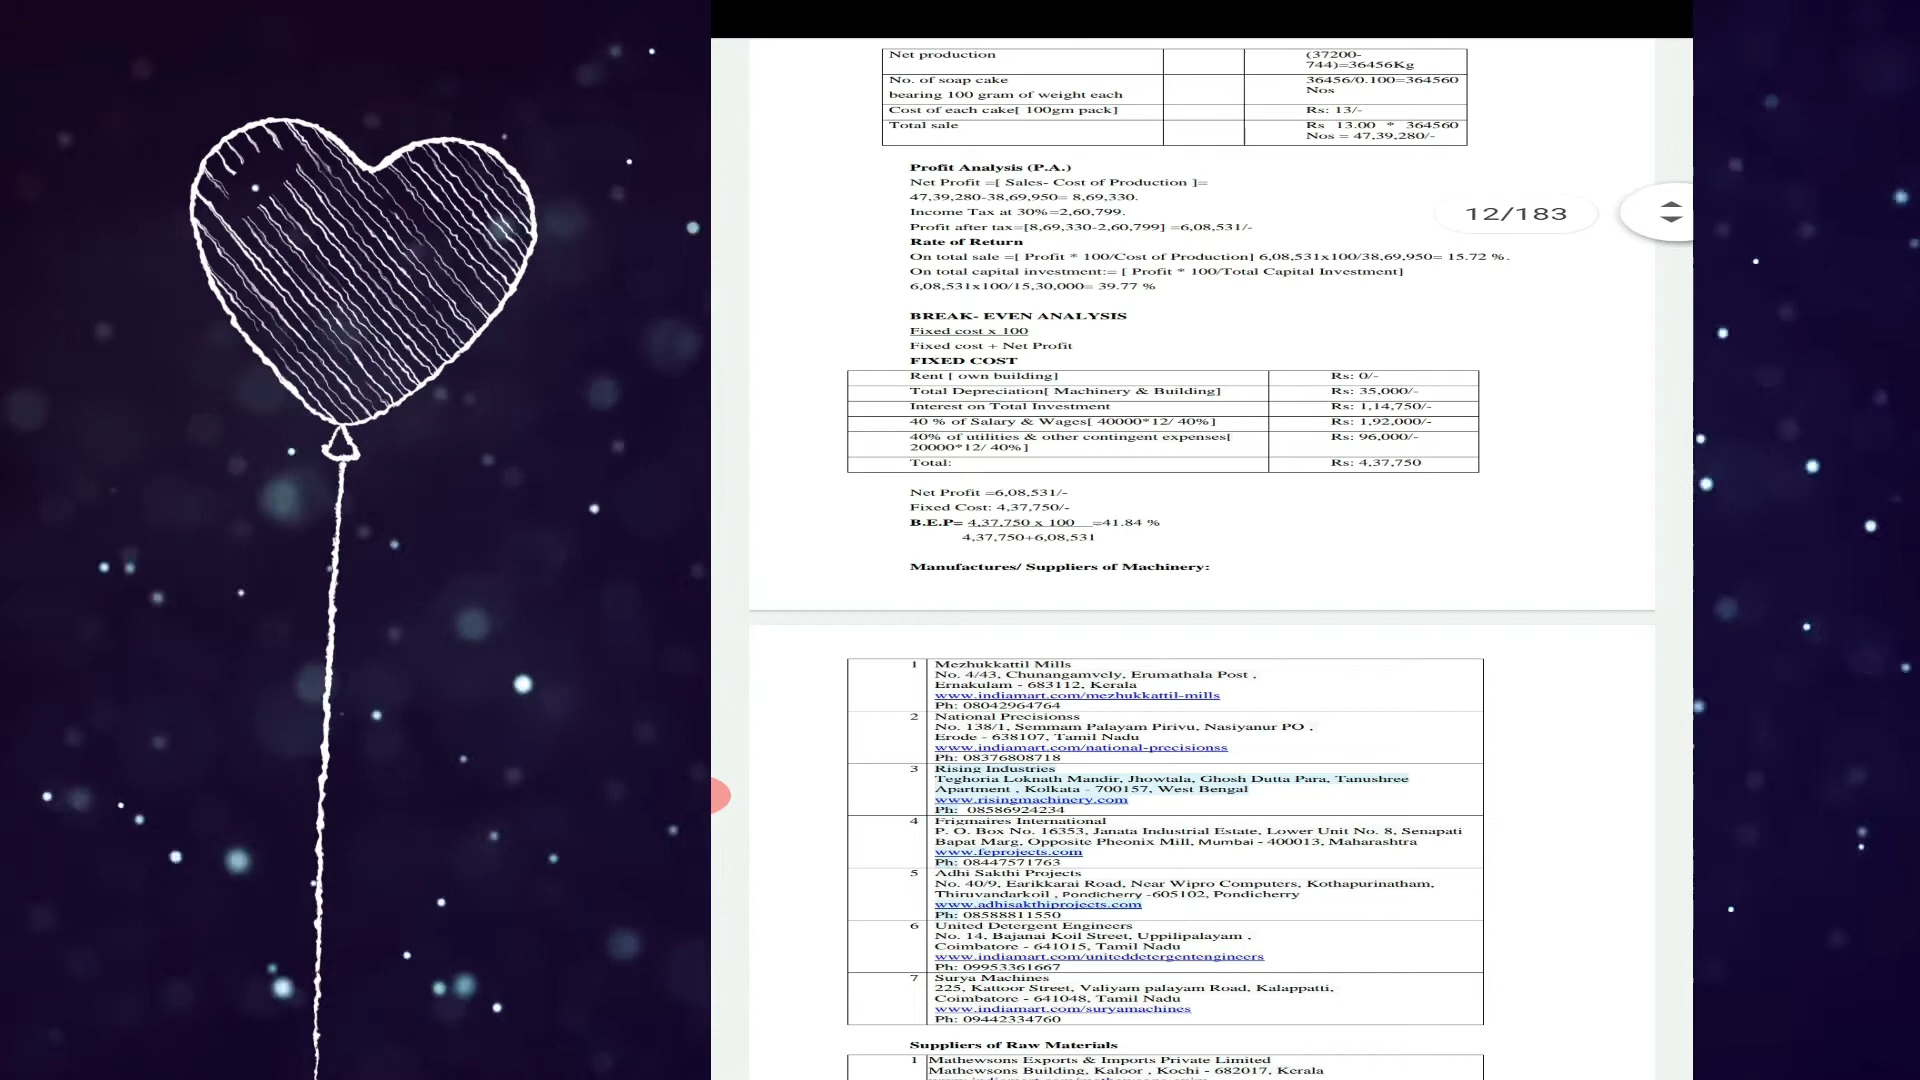 Net production (37200-
744)=36456Kg
No. of soap cake 36456/0.100=364560
bearing 100 gram of weight each Nos
Cost of each cake[ 100gm pack] Rs: 13/-
Total sale Rs 13.00 * 364560
Nos = 47,39,280/-
Profit Analysis (P.A.)
Net Profit =[ Sales- Cost of Production ]=
47,39,280-38,69,950= 8,69,330.
Income Tax at 30%=2,60,799.
12/183
Profit after tax=[8,69,330-2,60,799] =6,08,531/-
Rate of Return
On total sale =[ Profit * 100/Cost of Production] 6,08,531x100/38,69,950= 15.72 %.
On total capital investment:= [ Profit * 100/Total Capital Investment]
6,08,531x100/15,30,000= 39.77 %
BREAK- EVEN ANALYSIS
Fixed cost x 100
Fixed cost + Net Profit
FIXED COST
Rent [ own building] Rs: 0/-
Total Depreciation[ Machinery & Building] Rs: 35,000/-
Interest on Total Investment Rs: 1,14,750/-
40 % of Salary & Wages[ 40000*12/ 40%] Rs: 1,92,000/-
40% of utilities & other contingent expenses[ Rs: 96,000/-
20000*12/ 40%]
Total: Rs: 4,37,750
Net Profit =6,08,531/-
Fixed Cost: 4,37,750/-
B.E.P= 4,37,750 x 100 =41.84 %
4,37,750+6,08,531
Manufactures/ Suppliers of Machinery:
1 Mezhukkattil Mills
No. 4/43, Chunangamvely, Erumathala Post ,
Ernakulam - 683112, Kerala
www.indiamart.com/mezhukkattil-mills
Ph: 08042964764
2 National Precisionss
No. 138/1, Semmam Palayam Pirivu, Nasiyanur PO ,
Erode - 638107, Tamil Nadu
www.indiamart.com/national-precisionss
Ph: 08376808718
3 Rising Industries
Teghoria Loknath Mandir, Jhowtala, Ghosh Dutta Para, Tanushree
Apartment , Kolkata - 700157, West Bengal
www.risingmachinery.com
Ph: 08586924234
4 Frigmaires International
P. O. Box No. 16353, Janata Industrial Estate, Lower Unit No. 8, Senapati
Bapat Marg, Opposite Pheonix Mill, Mumbai - 400013, Maharashtra
www.feprojects.com
Ph: 08447571763
5 Adhi Sakthi Projects
No. 40/9, Earikkarai Road, Near Wipro Computers, Kothapurinatham,
Thiruvandarkoil , Pondicherry -605102, Pondicherry
www.adhisakthiprojects.com
Ph: 08588811550
6 United Detergent Engineers
No. 14, Bajanai Koil Street, Uppilipalayam ,
Coimbatore - 641015, Tamil Nadu
www.indiamart.com/uniteddetergentengineers
Ph: 09953361667
7 Surya Machines
225, Kattoor Street, Valiyam palayam Road, Kalappatti,
Coimbatore - 641048, Tamil Nadu
www.indiamart.com/suryamachines
Ph: 09442334760
Suppliers of Raw Materials
1 Mathewsons Exports & Imports Private Limited
Mathewsons Building, Kaloor , Kochi - 682017, Kerala